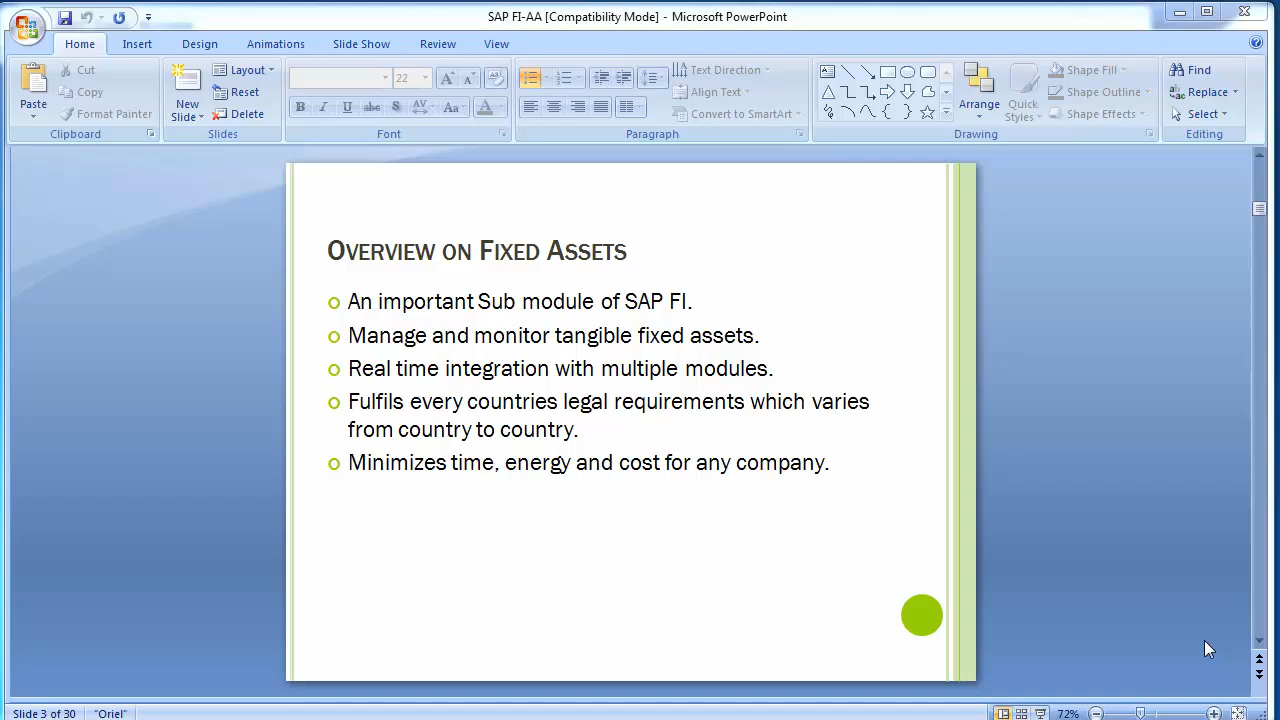 SAP FI-AA [Compatibility Mode] - Microsoft PowerPoint
Home Insert Design Animations Slide Show Review View
Paste
Cut
Copy
Format Painter
Clipboard
New
Slide
Layout
Reset
Delete
Slides
22
B I U abc S AV Aa A
Font
Text Direction
Align Text
Convert to SmartArt
Paragraph
Arrange
Quick
Styles
Shape Fill
Shape Outline
Shape Effects
Drawing
Find
Replace
Select
Editing
OVERVIEW ON FIXED ASSETS
An important Sub module of SAP FI.
Manage and monitor tangible fixed assets.
Real time integration with multiple modules.
Fulfils every countries legal requirements which varies
from country to country.
Minimizes time, energy and cost for any company.
Slide 3 of 30 "Oriel" 72%